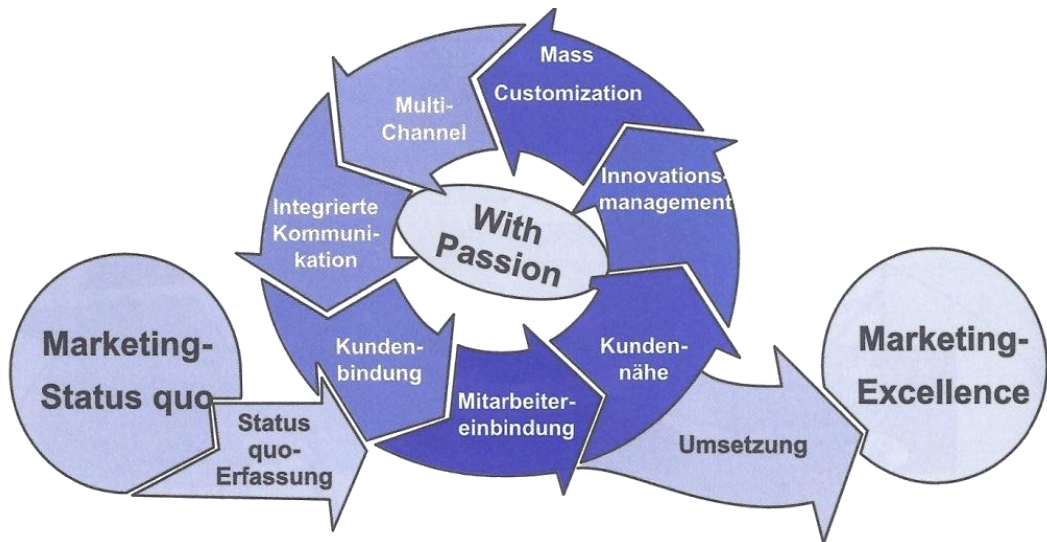 Marketing-
Status quo
Status
quo-
Erfassung
Mass
Customization
Multi-
Channel
Integrierte
Kommuni-
kation
Kunden-
bindung
Mitarbeiter-
einbindung
Kunden-
nähe
Innovations-
management
With
Passion
Umsetzung
Marketing-
Excellence